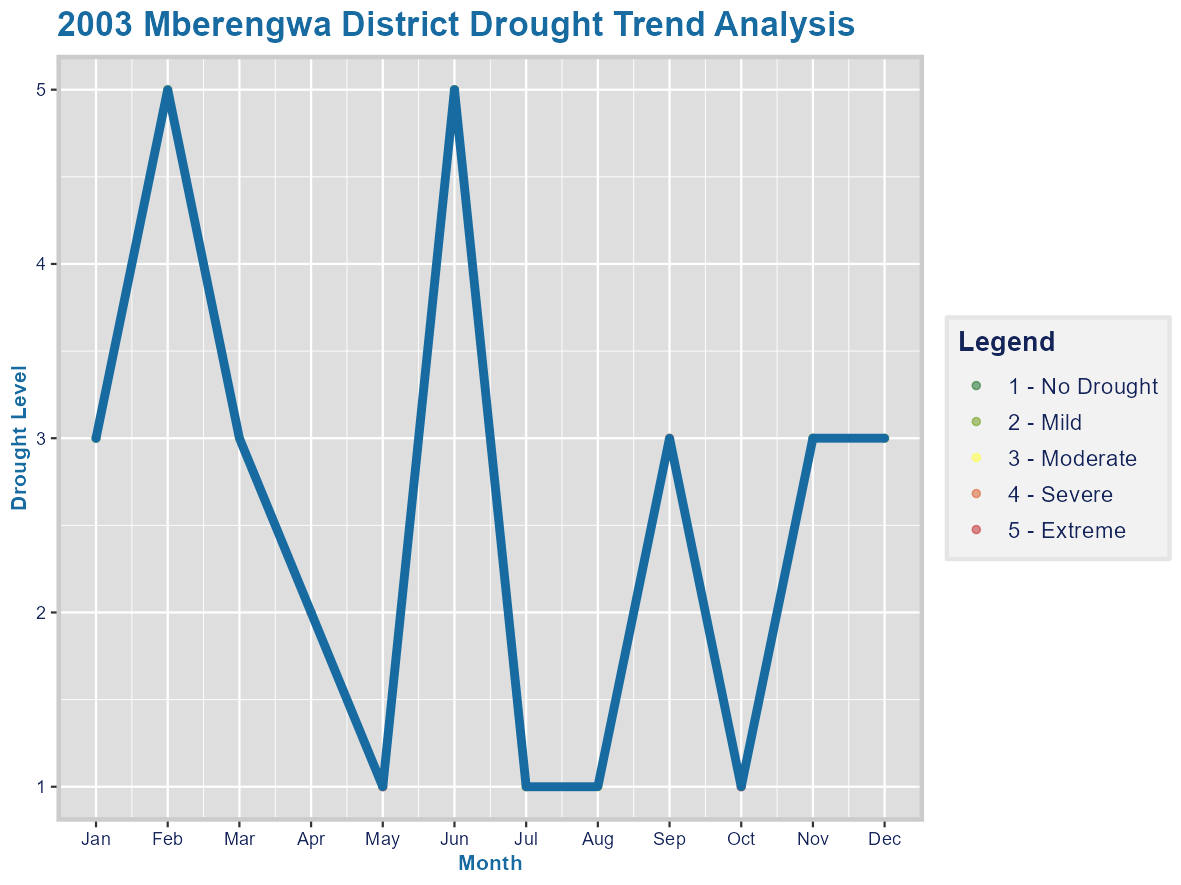 2003 Mberengwa District Drought Trend Analysis
Drought Level
5
4
3
2
1
Jan Feb Mar Apr May Jun Jul Aug Sep Oct Nov Dec
Month
Legend
1 - No Drought
2 - Mild
3 - Moderate
4 - Severe
5 - Extreme